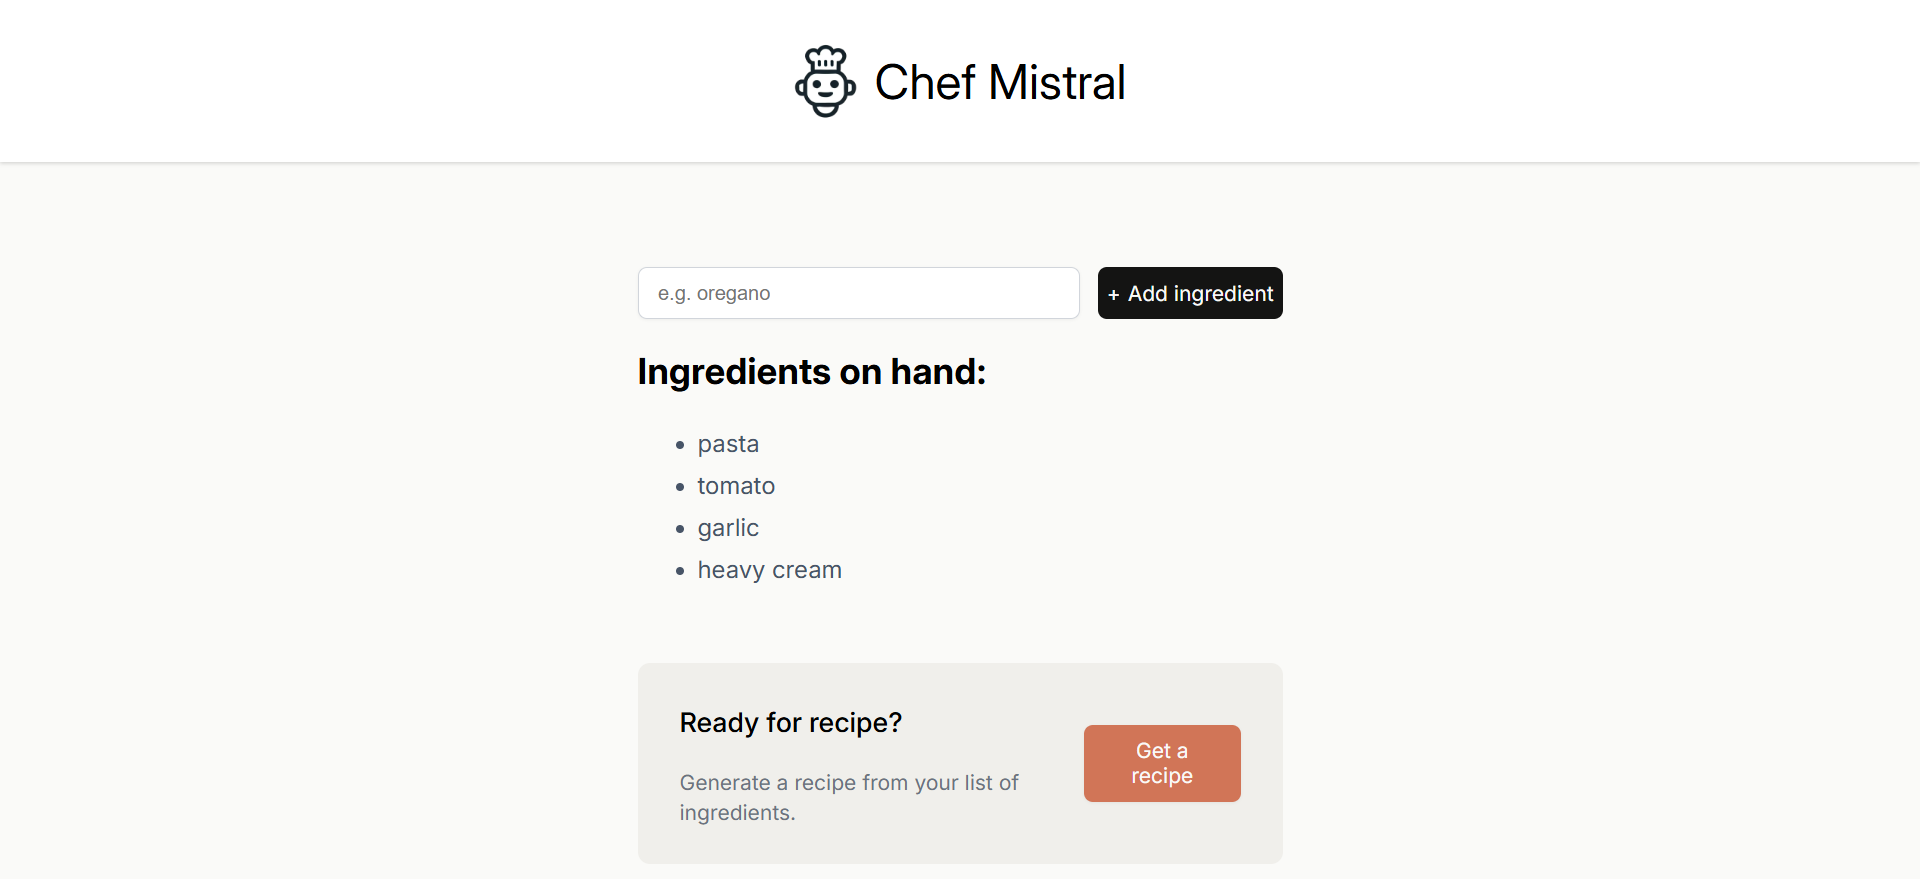 Chef Mistral
e.g. oregano
+ Add ingredient
Ingredients on hand:
pasta
tomato
garlic
heavy cream
Ready for recipe?
Generate a recipe from your list of
ingredients.
Get a
recipe